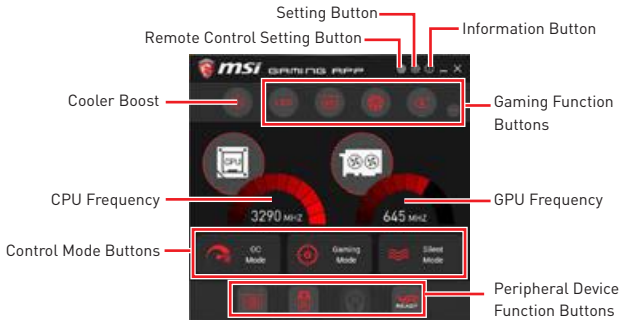 Setting Button
Remote Control Setting Button
Information Button
msi GAMING APP
Cooler Boost
Gaming Function
Buttons
CPU
CPU Frequency
GPU Frequency
3290 MHZ
645 MHZ
Control Mode Buttons
OC
Mode
Gaming
Mode
Silent
Mode
VR
READY
Peripheral Device
Function Buttons